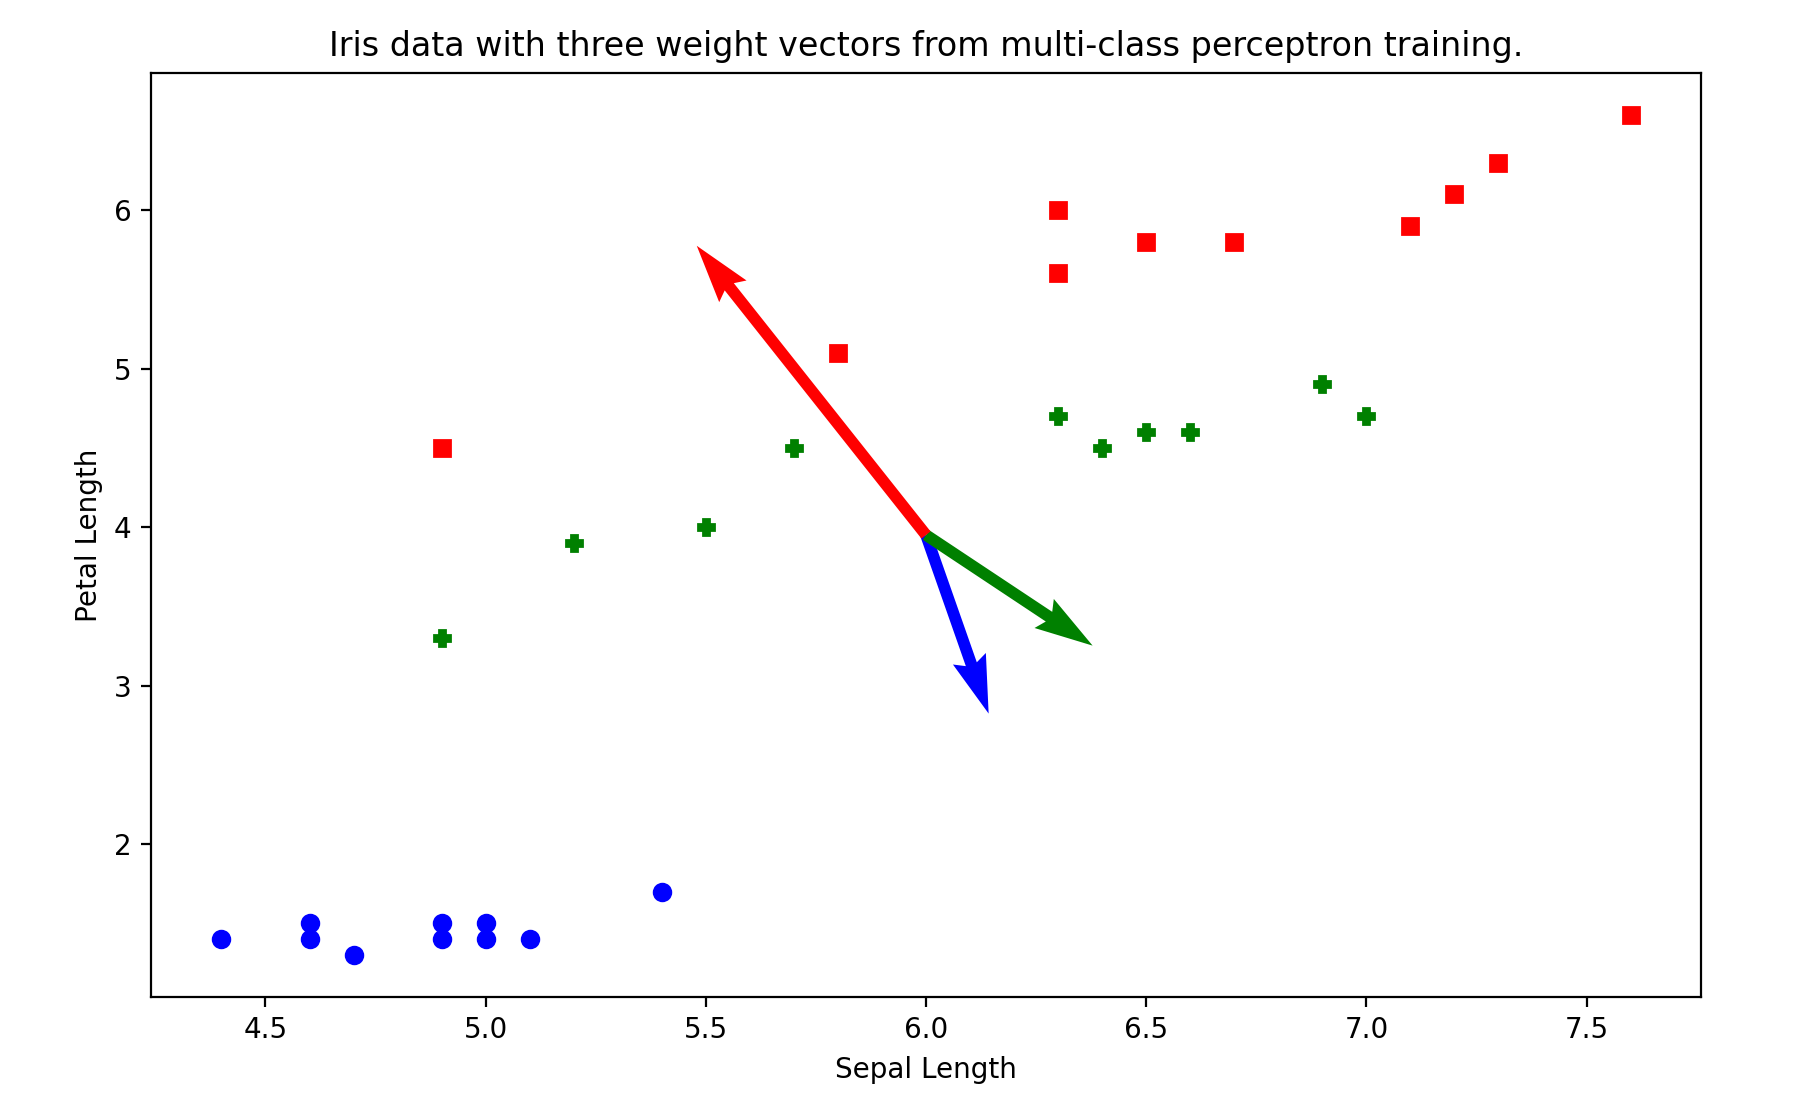 Iris data with three weight vectors from multi-class perceptron training.
6
5
4
3
2
Petal Length
4.5 5.0 5.5 6.0 6.5 7.0 7.5
Sepal Length